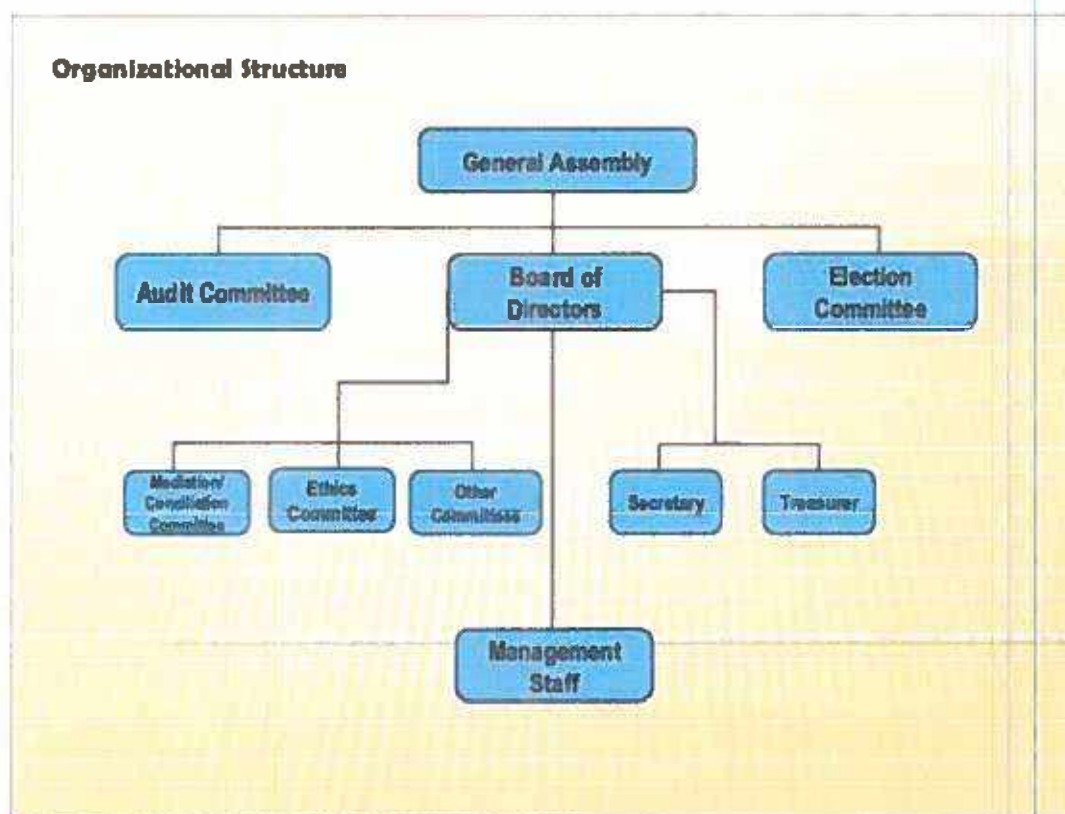 Organizational Structure
General Assembly
Audit Committee
Board of
Directors
Election
Committee
Mediation/
Conciliation
Committee
Ethics
Committee
Other
Committees
Secretary
Treasurer
Management
Staff